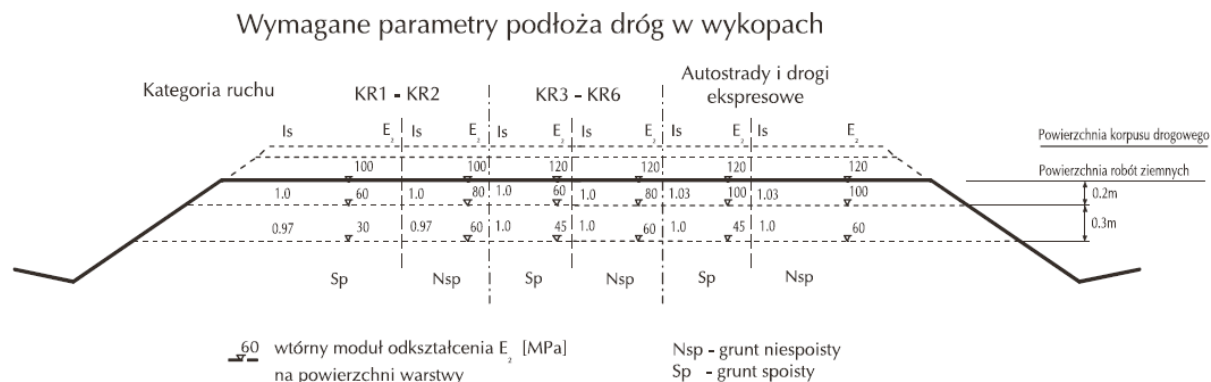 Wymagane parametry podłoża dróg w wykopach
Kategoria ruchu
KR1 - KR2
KR3 - KR6
Autostrady i drogi
ekspresowe
Is E₂ Is E₂ Is E₂ Is E₂ Is E₂ Is E₂
Powierzchnia korpusu drogowego
100 100 120 120 120 120
Powierzchnia robót ziemnych
1.0 60 1.0 80 1.0 60 1.0 80 1.03 100 1.03 100
0.2m
0.97 30 0.97 60 1.0 45 1.0 60 1.0 45 1.0 60
0.3m
Sp Nsp Sp Nsp Sp Nsp
60 wtórny moduł odkształcenia E₂ [MPa]
na powierzchni warstwy
Nsp - grunt niespoisty
Sp - grunt spoisty